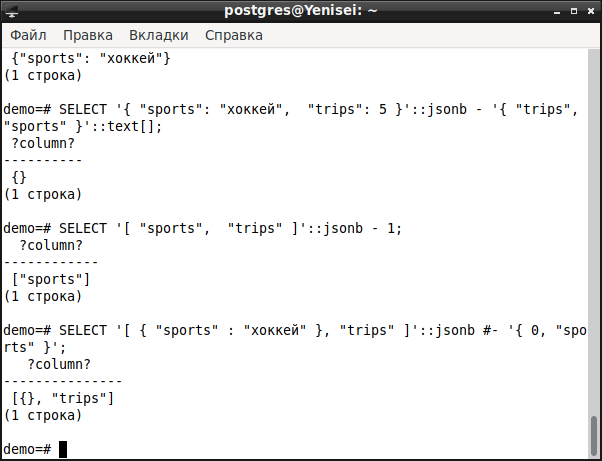 postgres@Yenisei: ~
Файл Правка Вкладки Справка
{"sports": "хоккей"}
(1 строка)
demo=# SELECT '{ "sports": "хоккей",  "trips": 5 }'::jsonb - '{ "trips",
"sports" }'::text[];
?column?
----------
{}
(1 строка)
demo=# SELECT '[ "sports",  "trips" ]'::jsonb - 1;
?column?
------------
["sports"]
(1 строка)
demo=# SELECT '[ { "sports" : "хоккей" }, "trips" ]'::jsonb #- '{ 0, "spo
rts" }';
?column?
---------------
[{}, "trips"]
(1 строка)
demo=#